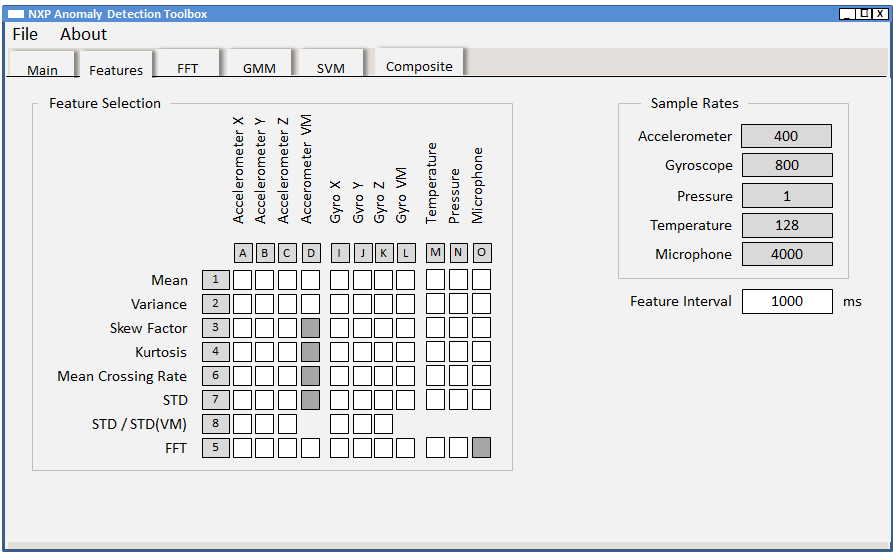 NXP Anomaly Detection Toolbox
File About
Main Features FFT GMM SVM Composite
Feature Selection
Accelerometer X
Accelerometer Y
Accelerometer Z
Accerometer VM
Gyro X
Gyro Y
Gyro Z
Gyro VM
Temperature
Pressure
Microphone
A B C D I J K L M N O
Mean 1
Variance 2
Skew Factor 3
Kurtosis 4
Mean Crossing Rate 6
STD 7
STD / STD(VM) 8
FFT 5
Sample Rates
Accelerometer 400
Gyroscope 800
Pressure 1
Temperature 128
Microphone 4000
Feature Interval 1000 ms